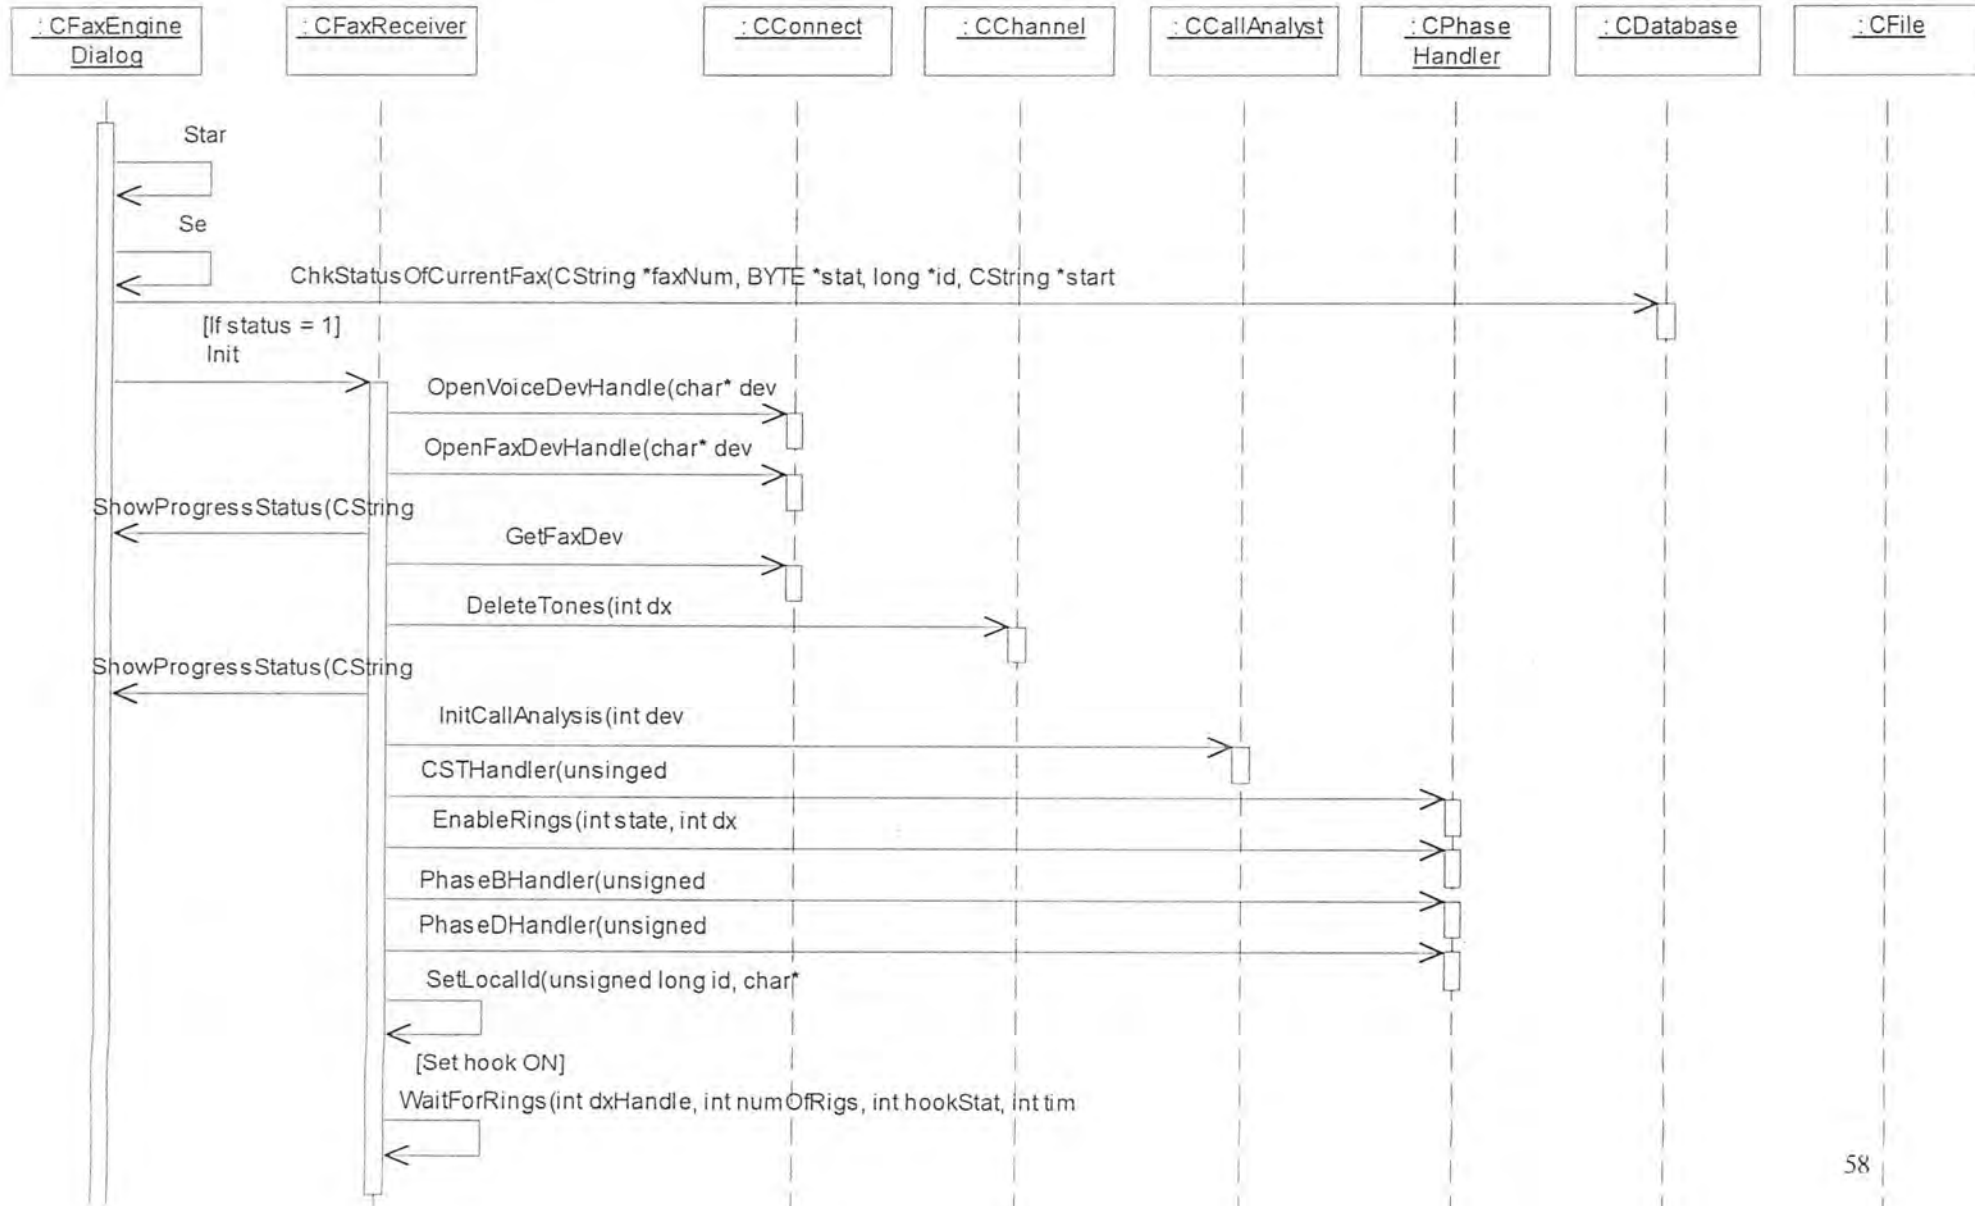 : CFaxEngine
Dialog
: CFaxReceiver
: CConnect
: CChannel
: CCallAnalyst
: CPhase
Handler
: CDatabase
: CFile
Star
Se
ChkStatusOfCurrentFax(CString *faxNum, BYTE *stat, long *id, CString *start
[If status = 1]
Init
OpenVoiceDevHandle(char* dev
OpenFaxDevHandle(char* dev
ShowProgressStatus(CString
GetFaxDev
DeleteTones(int dx
ShowProgressStatus(CString
InitCallAnalysis(int dev
CSTHandler(unsinged
EnableRings(int state, int dx
PhaseBHandler(unsigned
PhaseDHandler(unsigned
SetLocalId(unsigned long id, char*
[Set hook ON]
WaitForRings(int dxHandle, int numOfRigs, int hookStat, int tim
58